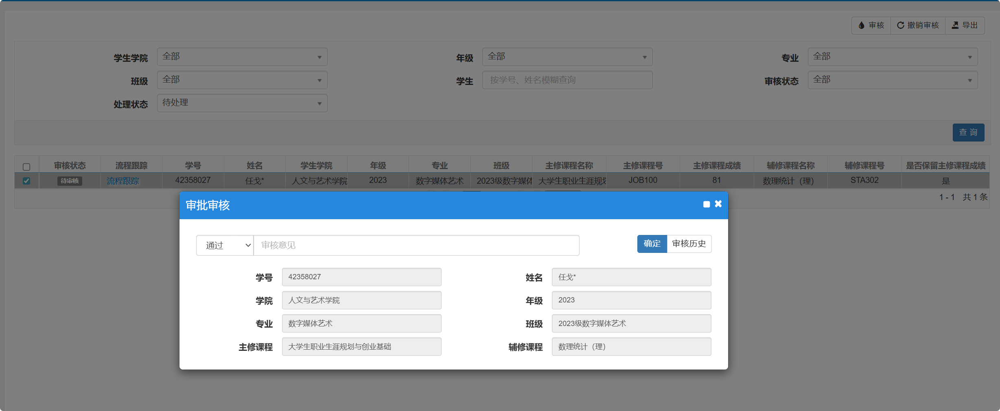 审核 撤销审核 导出
学生学院 全部 年级 全部 专业 全部
班级 全部 学生 按学号、姓名模糊查询 审核状态 全部
处理状态 待处理
查 询
审核状态 流程跟踪 学号 姓名 学生学院 年级 专业 班级 主修课程名称 主修课程号 主修课程成绩 辅修课程名称 辅修课程号 是否保留主修课程成绩
待审核 流程跟踪 42358027 任戈* 人文与艺术学院 2023 数字媒体艺术 2023级数字媒体 大学生职业生涯规划 JOB100 81 数理统计（理） STA302 是
1 - 1 共 1 条
审批审核
通过 审核意见 确定 审核历史
学号 42358027 姓名 任戈*
学院 人文与艺术学院 年级 2023
专业 数字媒体艺术 班级 2023级数字媒体艺术
主修课程 大学生职业生涯规划与创业基础 辅修课程 数理统计（理）